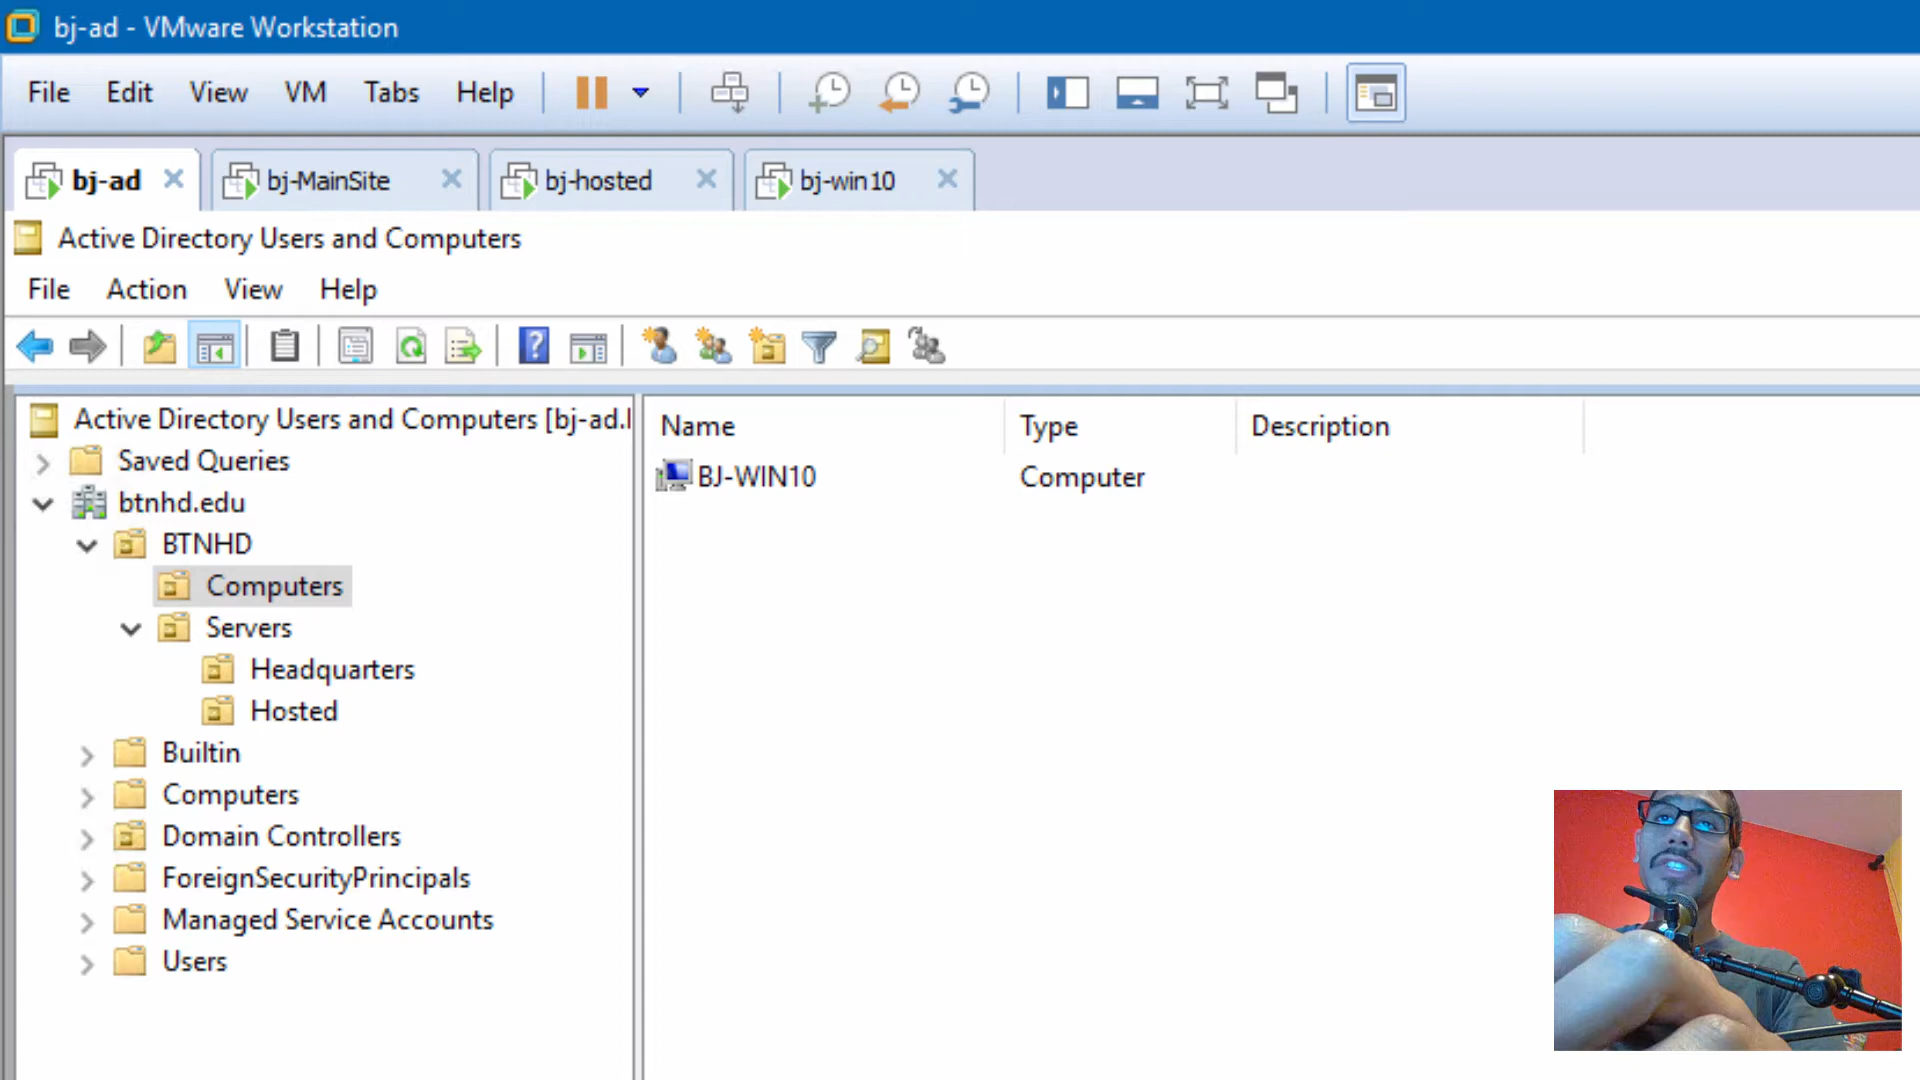 bj-ad - VMware Workstation
File Edit View VM Tabs Help
bj-ad bj-MainSite bj-hosted bj-win10
Active Directory Users and Computers
File Action View Help
Active Directory Users and Computers [bj-ad.
Saved Queries
btnhd.edu
BTNHD
Computers
Servers
Headquarters
Hosted
Builtin
Computers
Domain Controllers
ForeignSecurityPrincipals
Managed Service Accounts
Users
Name Type Description
BJ-WIN10 Computer